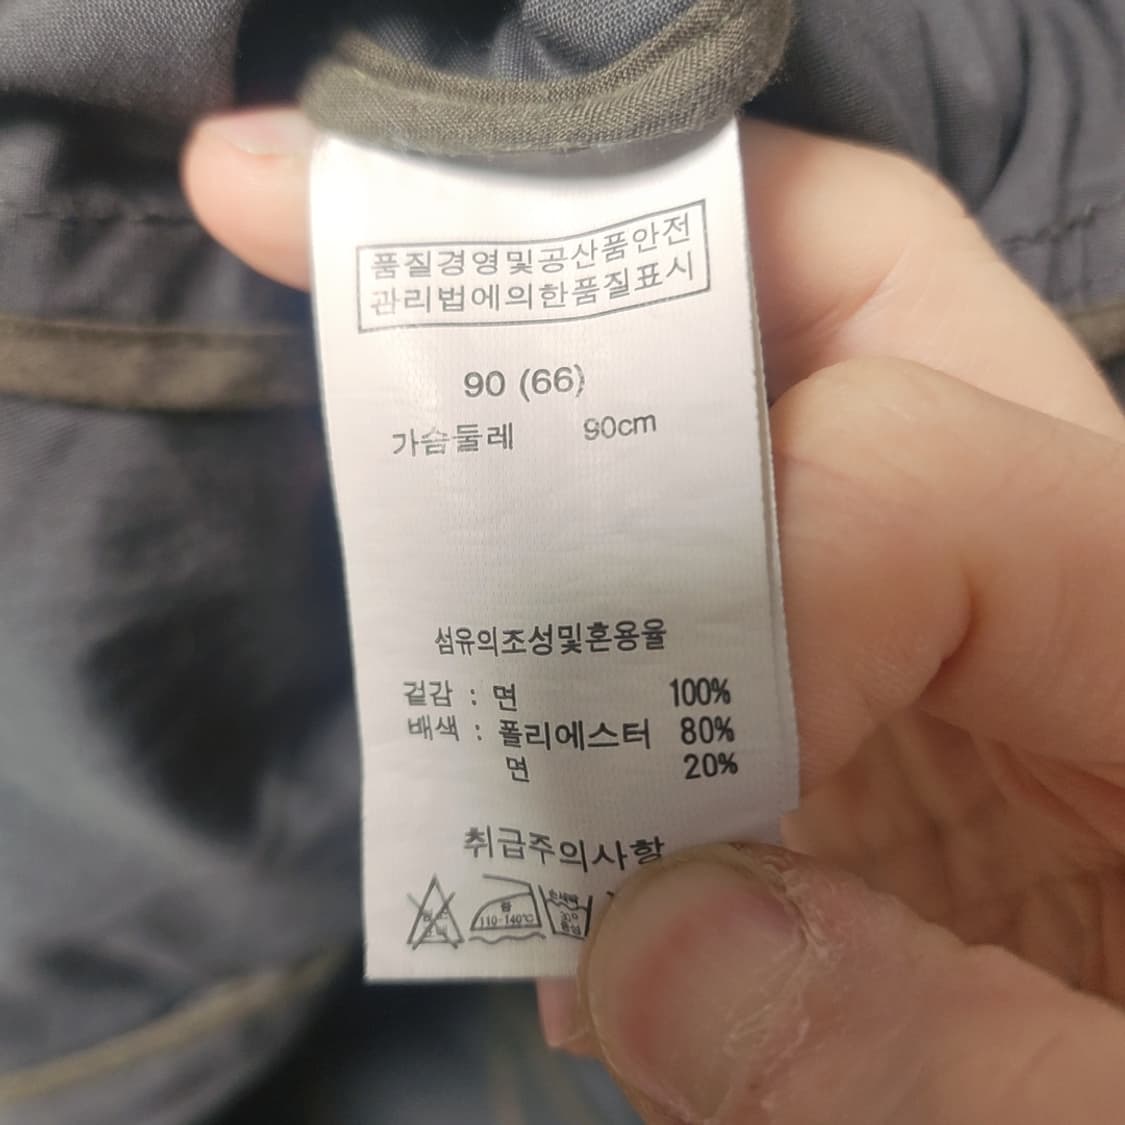 품질경영및공산품안전
관리법에의한품질표시
90 (66)
가슴둘레 90cm
섬유의조성및혼용율
겉감 : 면 100%
배색 : 폴리에스터 80%
면 20%
취급주의사항
110-140℃